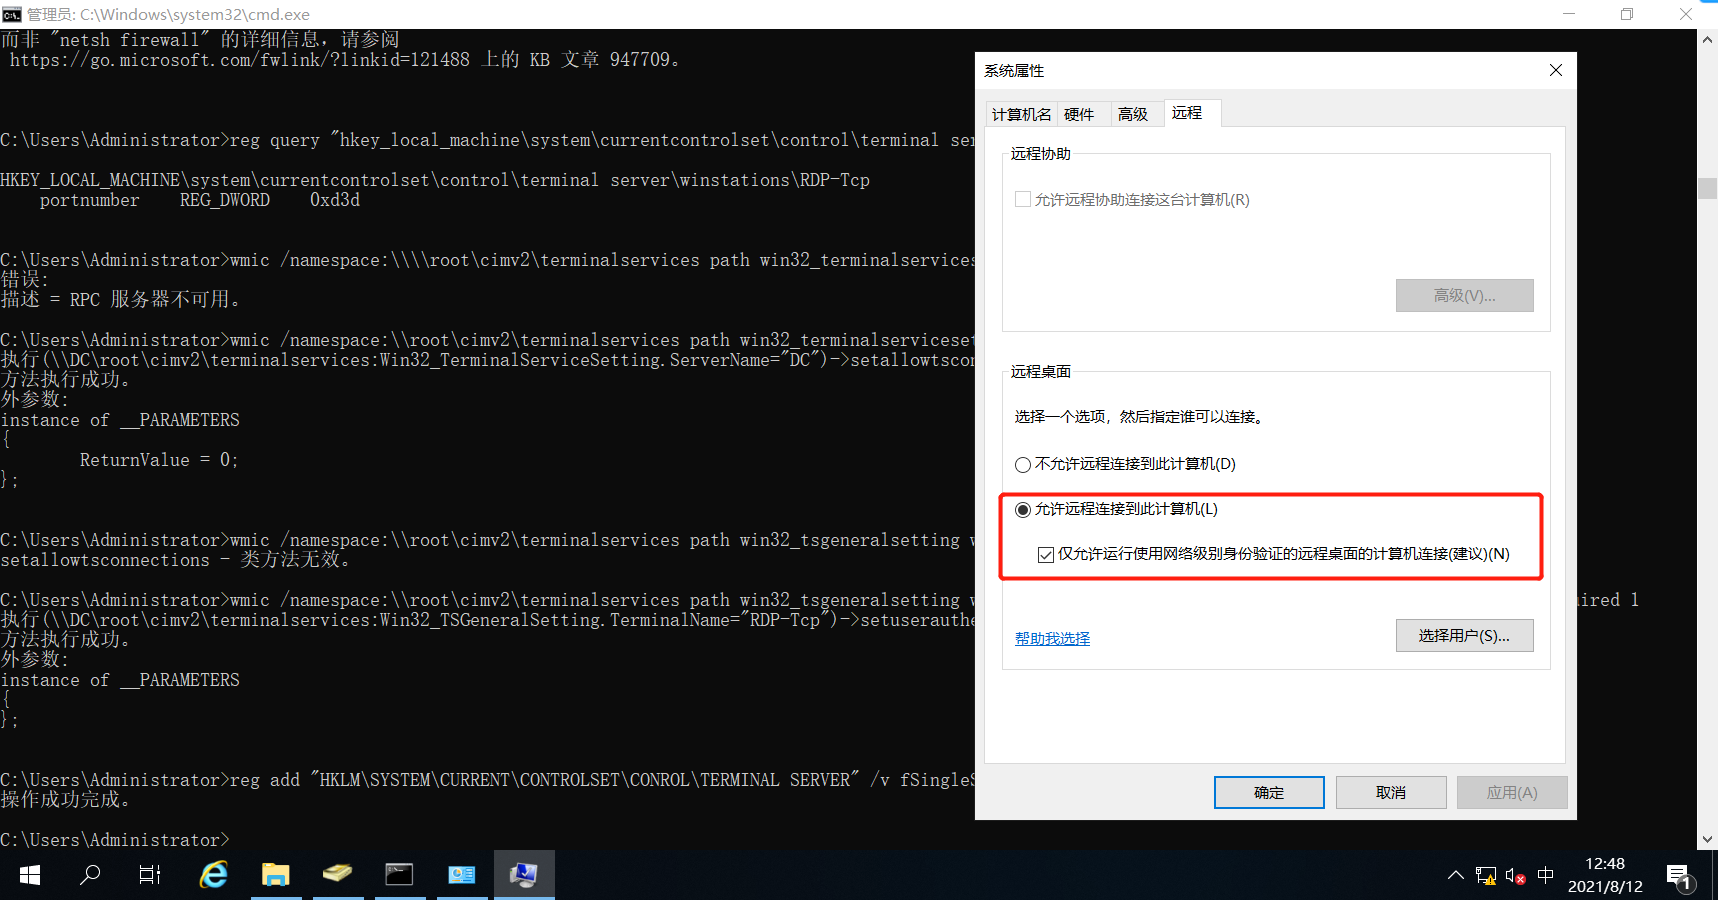 管理员: C:\Windows\system32\cmd.exe
而非 "netsh firewall" 的详细信息，请参阅
https://go.microsoft.com/fwlink/?linkid=121488 上的 KB 文章 947709。
C:\Users\Administrator>reg query "hkey_local_machine\system\currentcontrolset\control\terminal ser
HKEY_LOCAL_MACHINE\system\currentcontrolset\control\terminal server\winstations\RDP-Tcp
portnumber    REG_DWORD    0xd3d
C:\Users\Administrator>wmic /namespace:\\\\root\cimv2\terminalservices path win32_terminalservices
错误:
描述 = RPC 服务器不可用。
C:\Users\Administrator>wmic /namespace:\\root\cimv2\terminalservices path win32_terminalserviceset
执行(\\DC\root\cimv2\terminalservices:Win32_TerminalServiceSetting.ServerName="DC")->setallowtscon
方法执行成功。
外参数:
instance of __PARAMETERS
{
ReturnValue = 0;
};
C:\Users\Administrator>wmic /namespace:\\root\cimv2\terminalservices path win32_tsgeneralsetting w
setallowtsconnections - 类方法无效。
C:\Users\Administrator>wmic /namespace:\\root\cimv2\terminalservices path win32_tsgeneralsetting w
ired 1
执行(\\DC\root\cimv2\terminalservices:Win32_TSGeneralSetting.TerminalName="RDP-Tcp")->setuserauthe
方法执行成功。
外参数:
instance of __PARAMETERS
{
};
C:\Users\Administrator>reg add "HKLM\SYSTEM\CURRENT\CONTROLSET\CONROL\TERMINAL SERVER" /v fSingleS
操作成功完成。
C:\Users\Administrator>
系统属性
计算机名 硬件 高级 远程
远程协助
允许远程协助连接这台计算机(R)
高级(V)...
远程桌面
选择一个选项，然后指定谁可以连接。
不允许远程连接到此计算机(D)
允许远程连接到此计算机(L)
仅允许运行使用网络级别身份验证的远程桌面的计算机连接(建议)(N)
帮助我选择
选择用户(S)...
确定 取消 应用(A)
中
12:48
2021/8/12
1